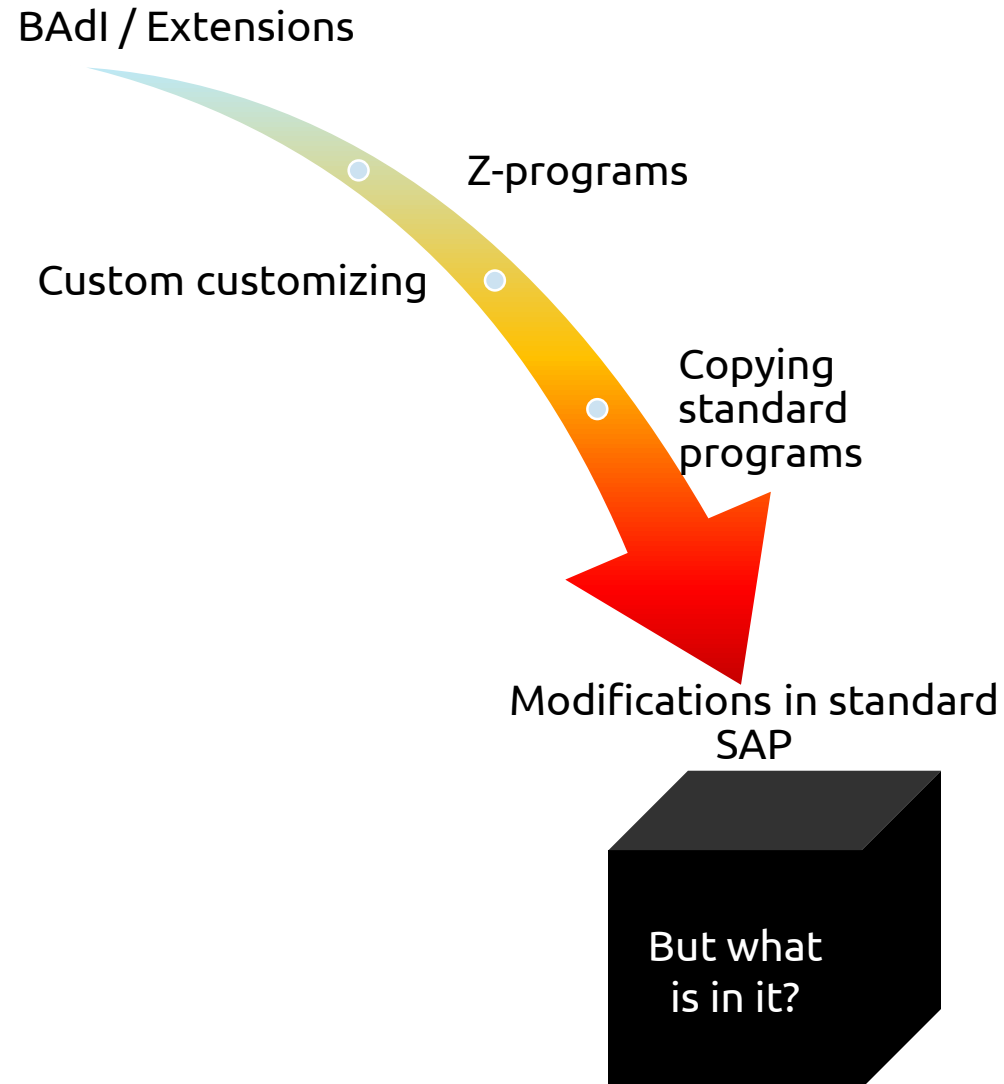 BAdI / Extensions
Z-programs
Custom customizing
Copying
standard
programs
Modifications in standard
SAP
But what
is in it?